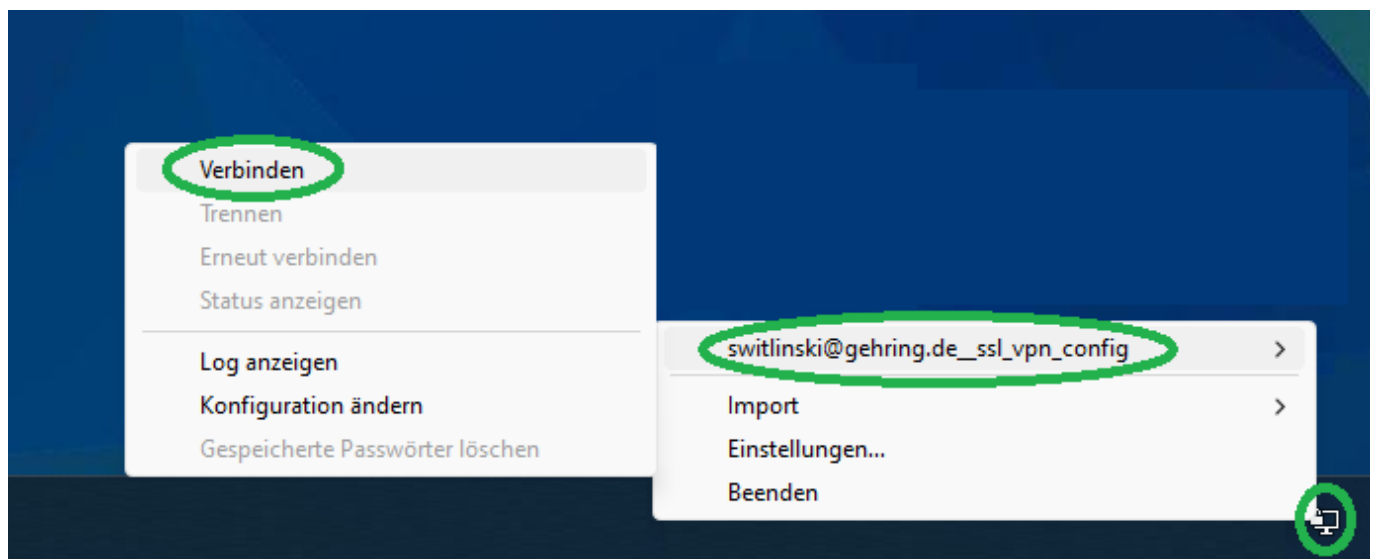 Verbinden
Trennen
Erneut verbinden
Status anzeigen
Log anzeigen
Konfiguration ändern
Gespeicherte Passwörter löschen
switlinski@gehring.de__ssl_vpn_config
Import
Einstellungen...
Beenden